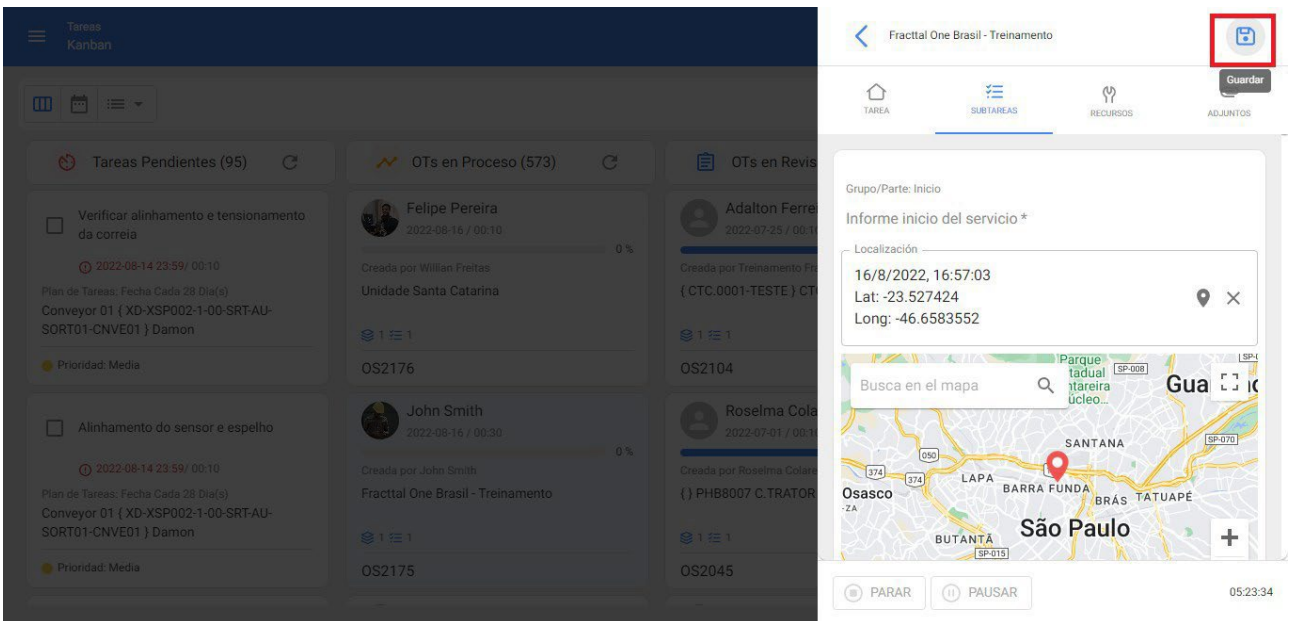 Tareas
Kanban
Tareas Pendientes (95)
Verificar alinhamento e tensionamento
da correia
2022-08-14 23:59/ 00:10
Plan de Tareas: Fecha Cada 28 Dia(s)
Conveyor 01 { XD-XSP002-1-00-SRT-AU-
SORT01-CNVE01 } Damon
Prioridad: Media
Alinhamento do sensor e espelho
2022-08-14 23:59/ 00:10
Plan de Tareas: Fecha Cada 28 Dia(s)
Conveyor 01 { XD-XSP002-1-00-SRT-AU-
SORT01-CNVE01 } Damon
Prioridad: Media
OTs en Proceso (573)
Felipe Pereira
2022-08-16 / 00:10
0 %
Creada por Willian Freitas
Unidade Santa Catarina
1 1
OS2176
John Smith
2022-08-16 / 00:30
0 %
Creada por John Smith
Fracttal One Brasil - Treinamento
1 1
OS2175
OTs en Revis
Adalton Ferrei
2022-07-25 / 00:10
Creada por Treinamento Fra
{ CTC.0001-TESTE } CT
1 1
OS2104
Roselma Cola
2022-07-01 / 00:10
Creada por Roselma Colare
{ } PHB8007 C.TRATOR
1 1
OS2045
Fracttal One Brasil - Treinamento
Guardar
TAREA
SUBTAREAS
RECURSOS
ADJUNTOS
Grupo/Parte: Inicio
Informe inicio del servicio *
Localización
16/8/2022, 16:57:03
Lat: -23.527424
Long: -46.6583552
Busca en el mapa
Parque
tadual
ntareira
úcleo...
SP-008
Gua
SP-070
SANTANA
050
374
374
LAPA
BARRA FUNDA
BRÁS
TATUAPÉ
Osasco
-ZA
São Paulo
BUTANTÃ
SP-015
+
PARAR
PAUSAR
05:23:34